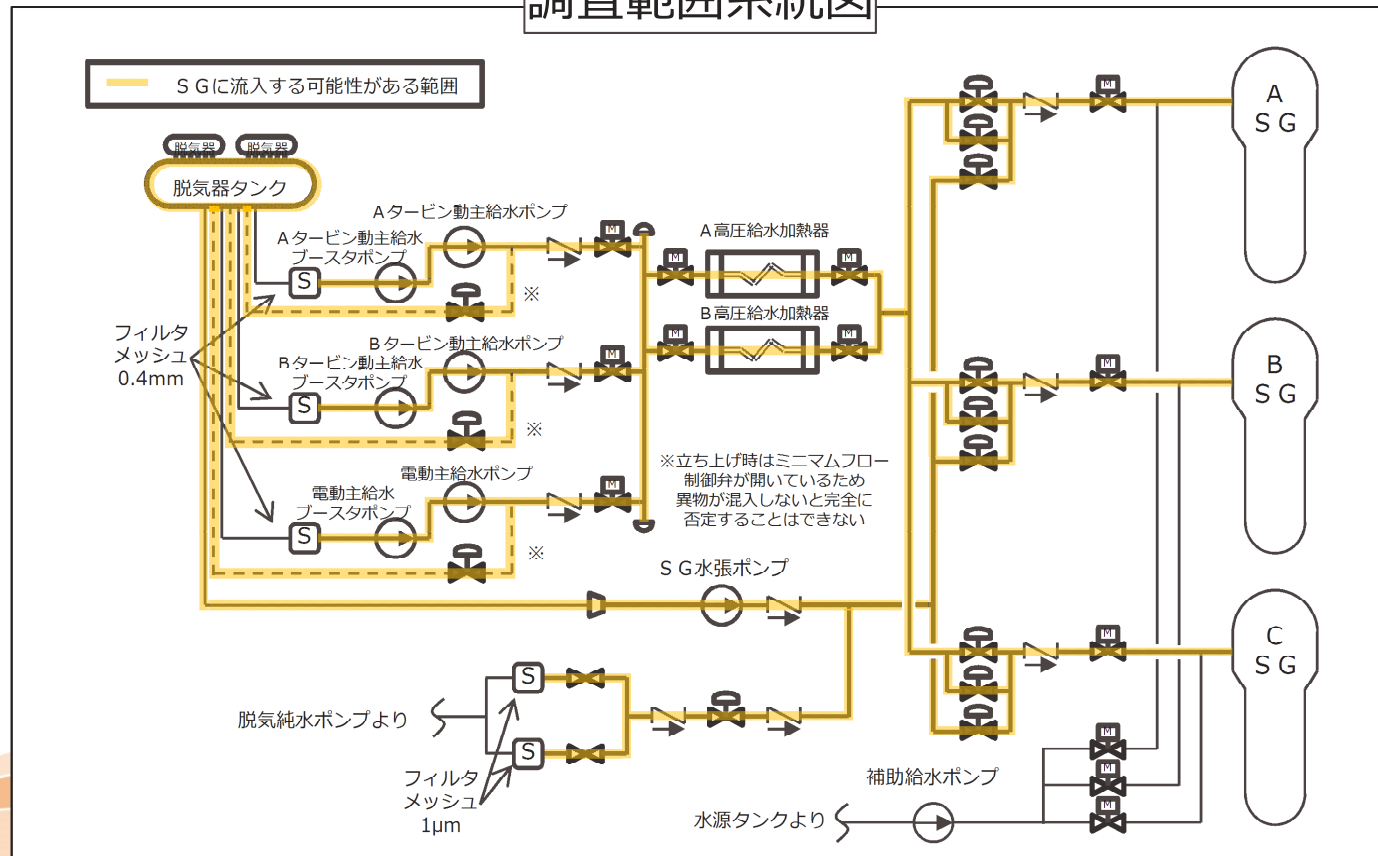 調査範囲系統図
ＳＧに流入する可能性がある範囲
脱気器
脱気器
脱気器タンク
Ａタービン動主給水ポンプ
Ａタービン動主給水
ブースタポンプ
S
M
※
フィルタ
メッシュ
0.4mm
Ｂタービン動主給水ポンプ
Ｂタービン動主給水
ブースタポンプ
S
M
※
電動主給水ポンプ
電動主給水
ブースタポンプ
S
M
※
Ａ高圧給水加熱器
M
M
Ｂ高圧給水加熱器
M
M
※立ち上げ時はミニマムフロー
制御弁が開いているため
異物が混入しないと完全に
否定することはできない
ＳＧ水張ポンプ
脱気純水ポンプより
S
S
フィルタ
メッシュ
1μm
M
A
ＳＧ
M
B
ＳＧ
M
C
ＳＧ
補助給水ポンプ
水源タンクより
M
M
M